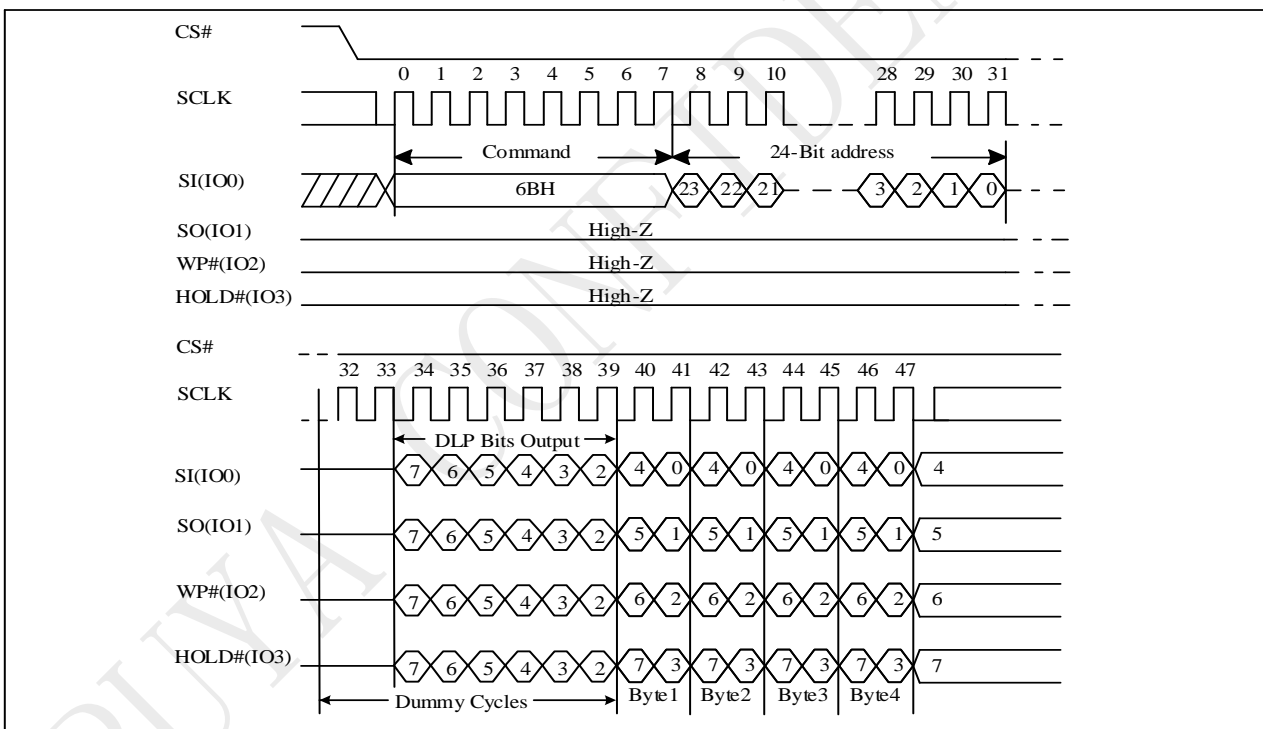 CS#
0 1 2 3 4 5 6 7 8 9 10 28 29 30 31
SCLK
Command 24-Bit address
SI(IO0) 6BH 23 22 21 3 2 1 0
SO(IO1) High-Z
WP#(IO2) High-Z
HOLD#(IO3) High-Z
CS#
32 33 34 35 36 37 38 39 40 41 42 43 44 45 46 47
SCLK
DLP Bits Output
SI(IO0) 7 6 5 4 3 2 4 0 4 0 4 0 4 0 4
SO(IO1) 7 6 5 4 3 2 5 1 5 1 5 1 5 1 5
WP#(IO2) 7 6 5 4 3 2 6 2 6 2 6 2 6 2 6
HOLD#(IO3) 7 6 5 4 3 2 7 3 7 3 7 3 7 3 7
Dummy Cycles Byte1 Byte2 Byte3 Byte4
PUYA CONFIDEN